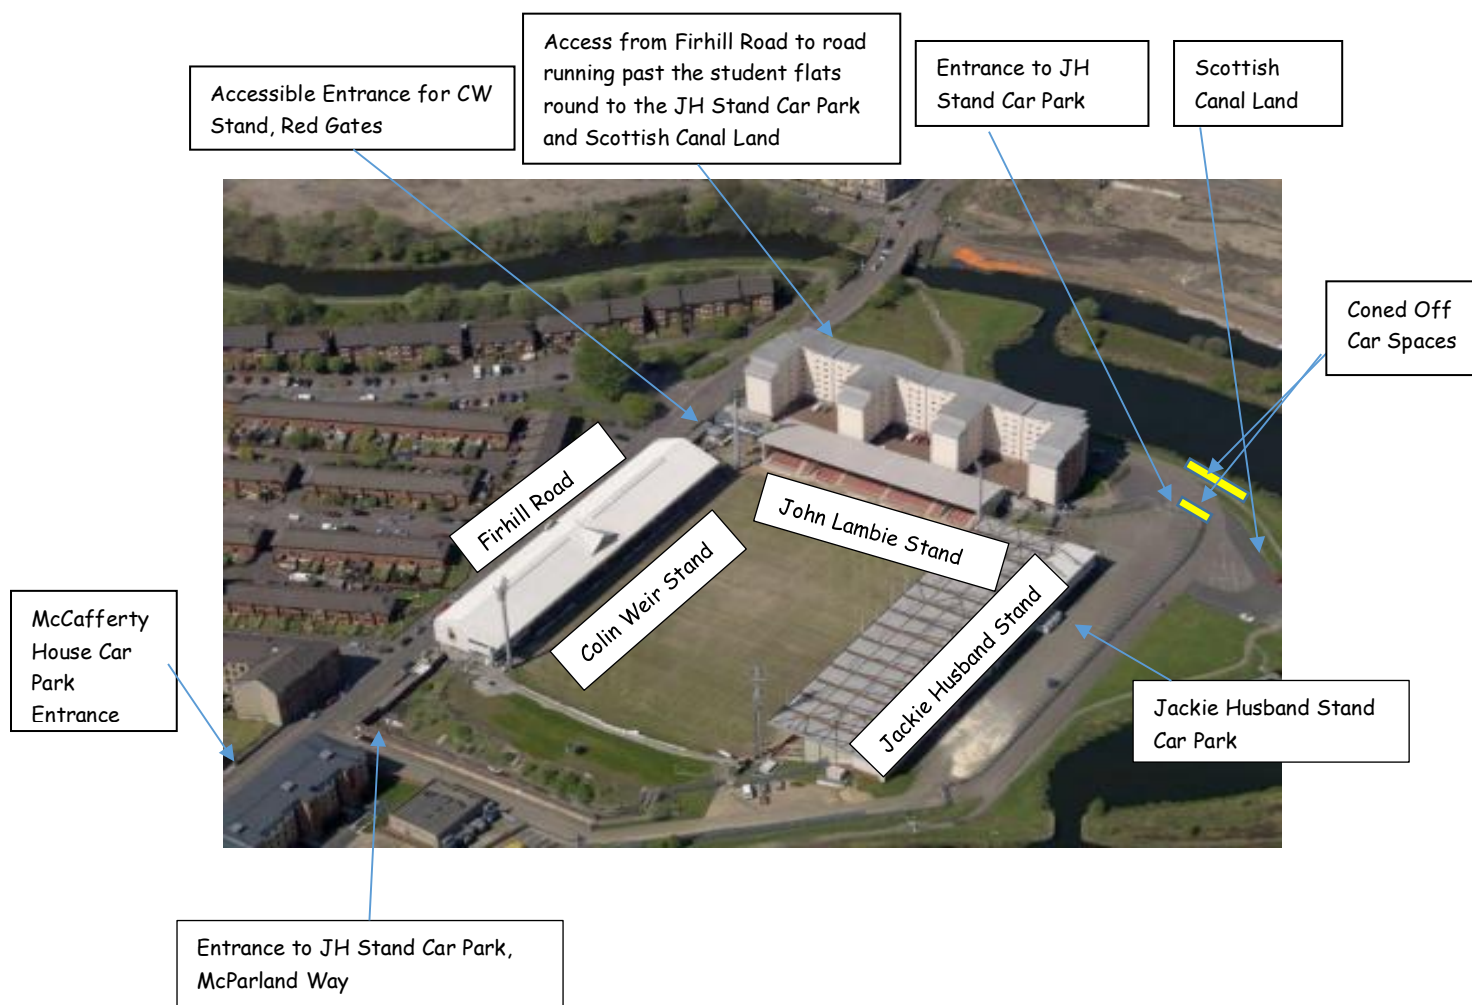 Access from Firhill Road to road
running past the student flats
round to the JH Stand Car Park
and Scottish Canal Land
Entrance to JH
Stand Car Park
Scottish
Canal Land
Accessible Entrance for CW
Stand, Red Gates
Coned Off
Car Spaces
Firhill Road
John Lambie Stand
Colin Weir Stand
Jackie Husband Stand
McCafferty
House Car
Park
Entrance
Jackie Husband Stand
Car Park
Entrance to JH Stand Car Park,
McParland Way